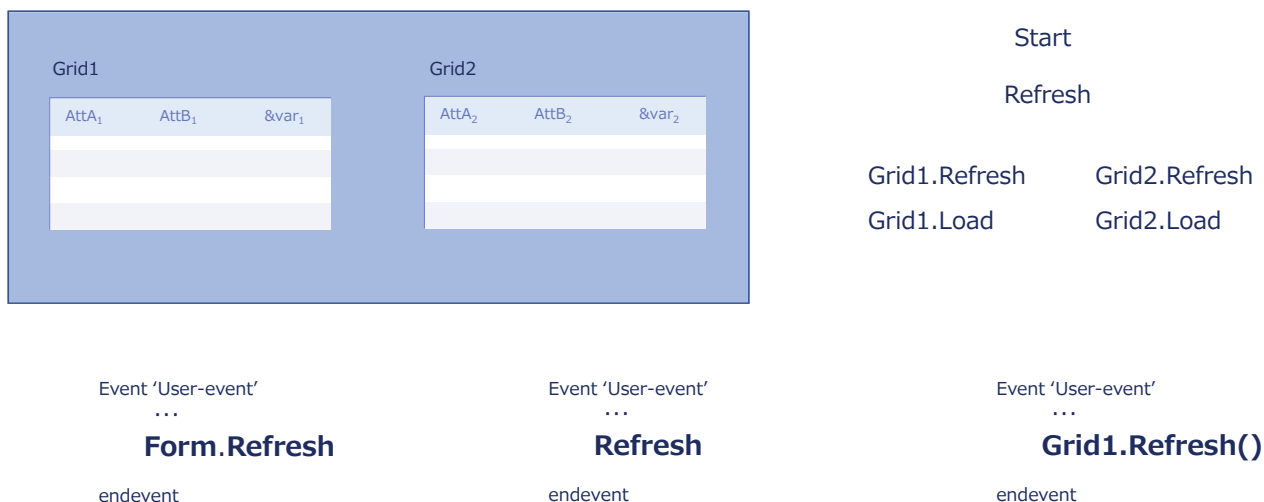 Grid1
AttA₁ AttB₁ &var₁
Grid2
AttA₂ AttB₂ &var₂
Start
Refresh
Grid1.Refresh Grid2.Refresh
Grid1.Load Grid2.Load
Event ‘User-event’
...
Form.Refresh
endevent
Event ‘User-event’
...
Refresh
endevent
Event ‘User-event’
...
Grid1.Refresh()
endevent